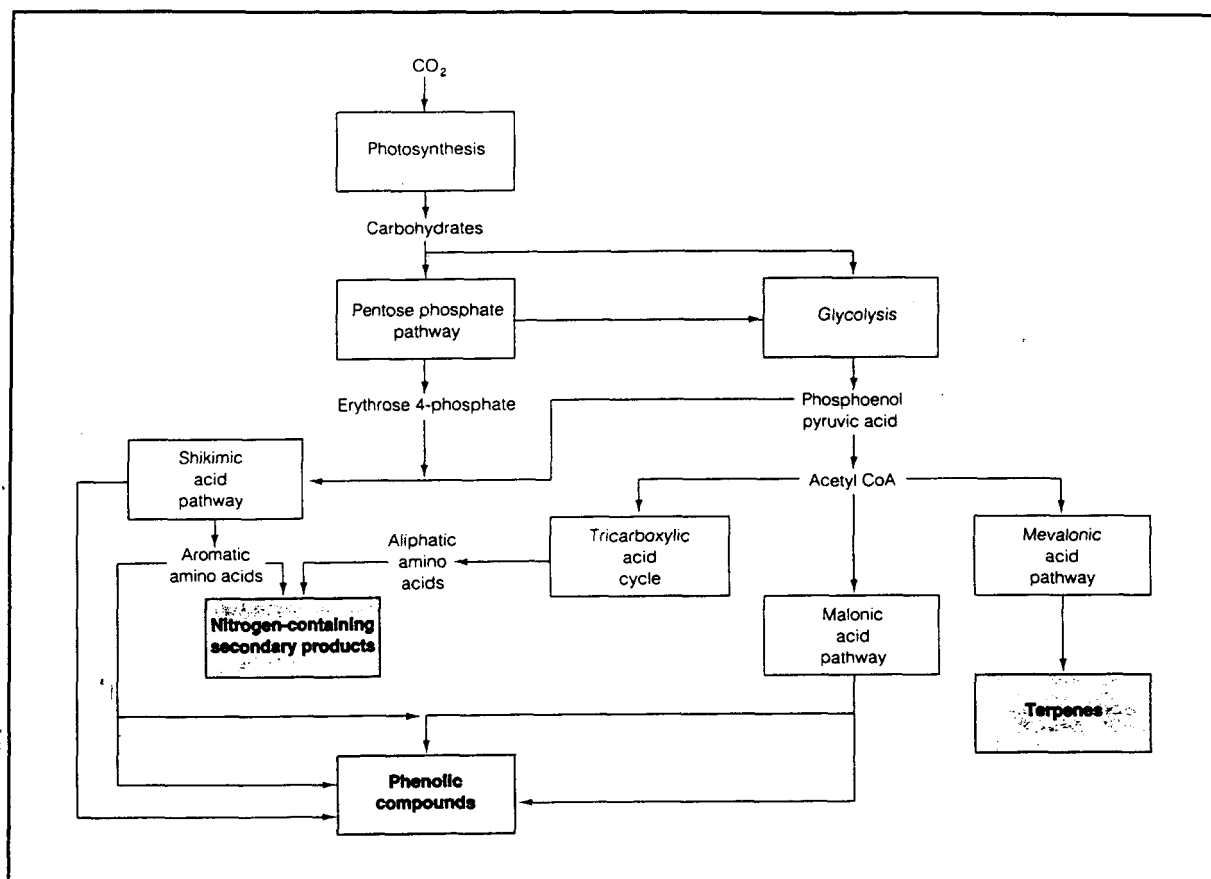 CO₂
Photosynthesis
Carbohydrates
Pentose phosphate
pathway
Glycolysis
Erythrose 4-phosphate
Phosphoenol
pyruvic acid
Shikimic
acid
pathway
Acetyl CoA
Aromatic
amino acids
Aliphatic
amino
acids
Tricarboxylic
acid
cycle
Mevalonic
acid
pathway
Nitrogen-containing
secondary products
Malonic
acid
pathway
Terpenes
Phenolic
compounds